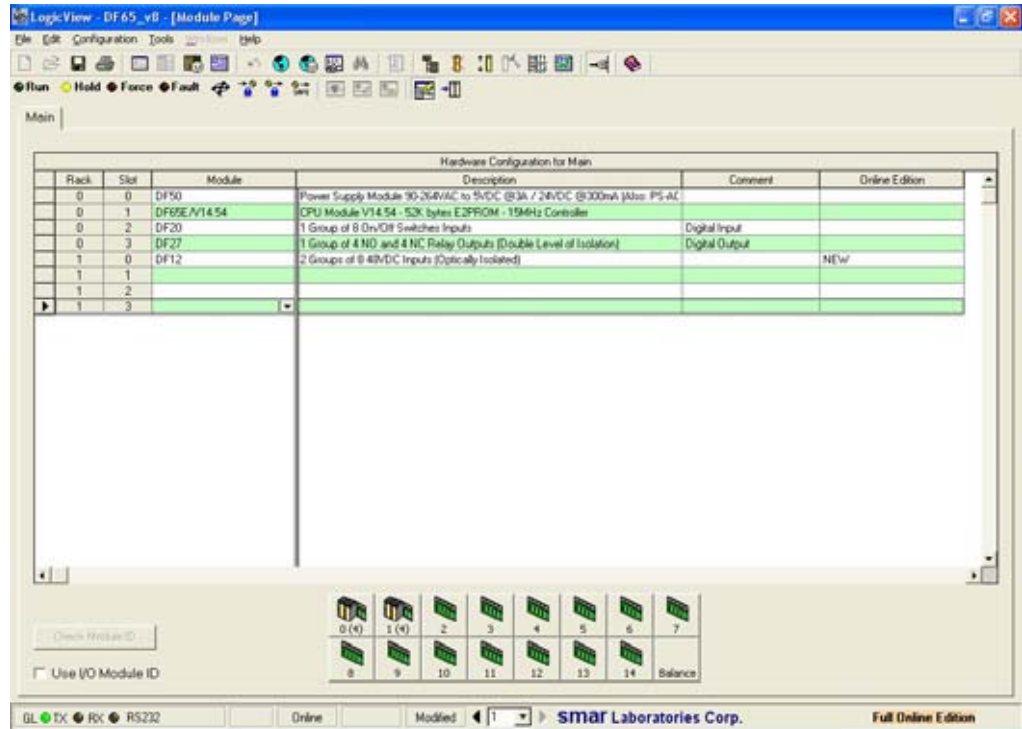 LogicView - DF65_v8 - [Module Page]
File Edit Configuration Tools Windows Help
Run Hold Force Fault
Main
Hardware Configuration for Main
Rack Slot Module Description Comment Online Edition
0 0 DF50 Power Supply Module 90-264VAC to 5VDC @3A / 24VDC @300mA (Also: PS-AC
0 1 DF65E/V14.54 CPU Module V14.54 - 52K bytes E2PROM - 15MHz Controller
0 2 DF20 1 Group of 8 On/Off Switches Inputs Digital Input
0 3 DF27 1 Group of 4 NO and 4 NC Relay Outputs (Double Level of Isolation) Digital Output
1 0 DF12 2 Groups of 8 48VDC Inputs (Optically Isolated) NEW
1 1
1 2
1 3
0 (4) 1 (4) 2 3 4 5 6 7
Check Module ID
8 9 10 11 12 13 14 Balance
Use I/O Module ID
GL TX RX RS232 Online Modified 1 smar Laboratories Corp. Full Online Edition